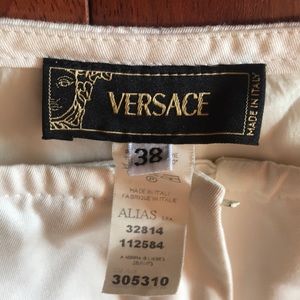 VERSACE
MADE IN ITALY
38
MADE IN ITALY
FABRIQUE EN ITALIE
ALIAS S.P.A.
32814
112584
305310